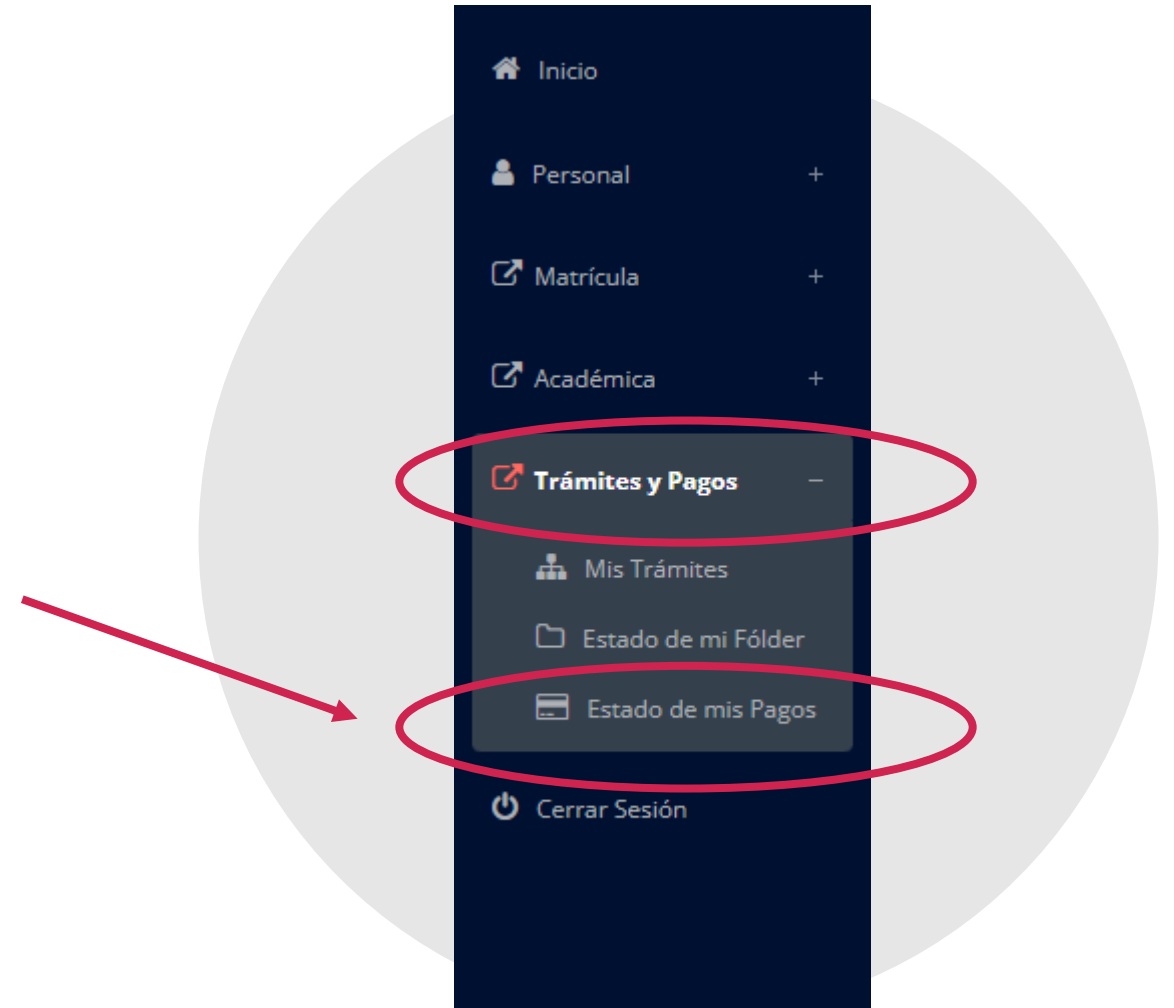 Inicio
Personal +
Matrícula +
Académica +
Trámites y Pagos −
Mis Trámites
Estado de mi Fólder
Estado de mis Pagos
Cerrar Sesión